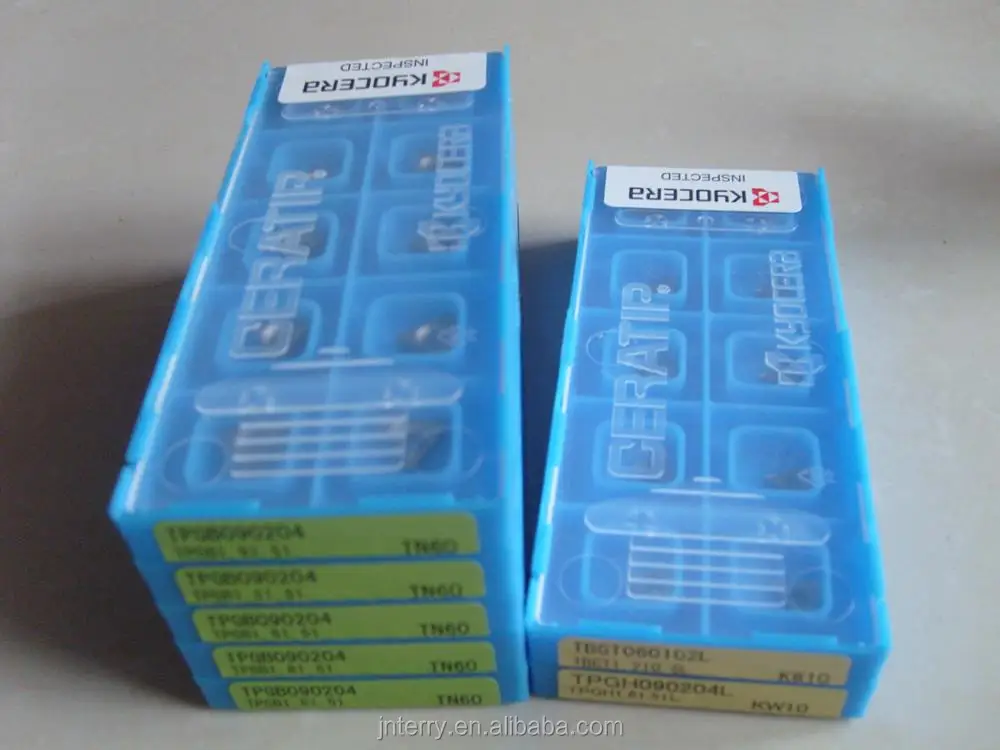 KYOCERA
INSPECTED
CERATIP
KYOCERA
TPGB090204
TN60
TPGB090204
TN60
TPGB090204
TN60
TPGB090204
TN60
TPGB090204
TN60
KYOCERA
INSPECTED
CERATIP
KYOCERA
TBGT060102L
KW10
TPGH090204L
KW10
jnterry.en.alibaba.com